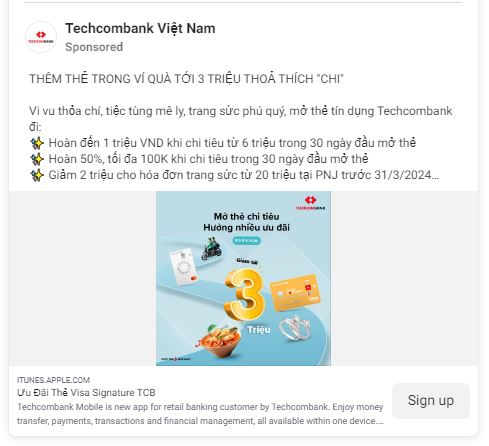 TECHCOMBANK
Techcombank Việt Nam
Sponsored
THÊM THẺ TRONG VÍ QUÀ TỚI 3 TRIỆU THOẢ THÍCH "CHI"
Vi vu thỏa chí, tiệc tùng mê ly, trang sức phú quý, mở thẻ tín dụng Techcombank
đi:
✨ Hoàn đến 1 triệu VND khi chi tiêu từ 6 triệu trong 30 ngày đầu mở thẻ
✨ Hoàn 50%, tối đa 100K khi chi tiêu trong 30 ngày đầu mở thẻ
✨ Giảm 2 triệu cho hóa đơn trang sức từ 20 triệu tại PNJ trước 31/3/2024...
TECHCOMBANK
Mở thẻ chi tiêu
Hưởng nhiều ưu đãi
Mở thẻ ngay
Giảm tới
3
Triệu
ITUNES.APPLE.COM
Ưu Đãi Thẻ Visa Signature TCB
Techcombank Mobile is new app for retail banking customer by Techcombank. Enjoy money
transfer, payments, transactions and financial management, all available within one device....
Sign up